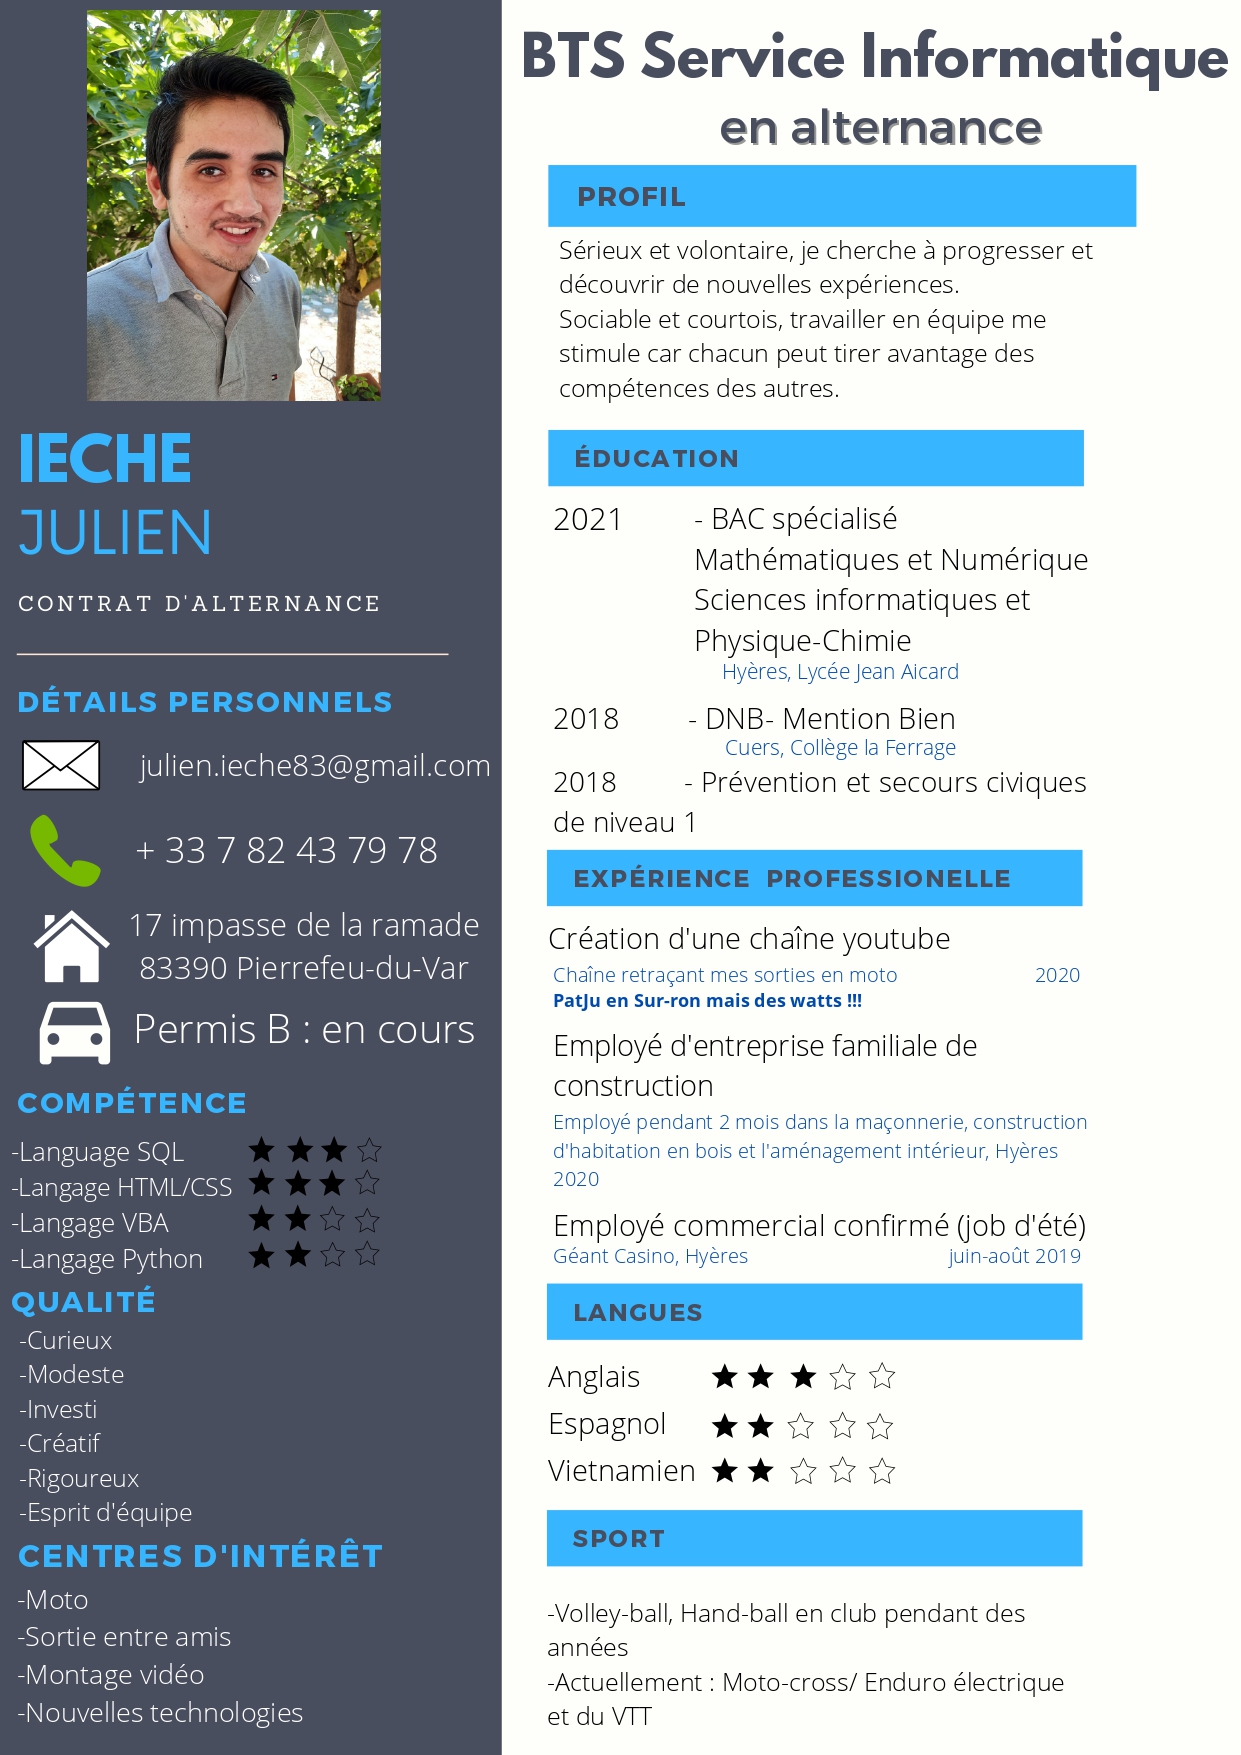 IECHE
JULIEN
CONTRAT D'ALTERNANCE
DÉTAILS PERSONNELS
julien.ieche83@gmail.com
+ 33 7 82 43 79 78
17 impasse de la ramade
83390 Pierrefeu-du-Var
Permis B : en cours
COMPÉTENCE
-Language SQL
-Langage HTML/CSS
-Langage VBA
-Langage Python
QUALITÉ
-Curieux
-Modeste
-Investi
-Créatif
-Rigoureux
-Esprit d'équipe
CENTRES D'INTÉRÊT
-Moto
-Sortie entre amis
-Montage vidéo
-Nouvelles technologies
BTS Service Informatique
en alternance
PROFIL
Sérieux et volontaire, je cherche à progresser et
découvrir de nouvelles expériences.
Sociable et courtois, travailler en équipe me
stimule car chacun peut tirer avantage des
compétences des autres.
ÉDUCATION
2021 - BAC spécialisé
Mathématiques et Numérique
Sciences informatiques et
Physique-Chimie
Hyères, Lycée Jean Aicard
2018 - DNB- Mention Bien
Cuers, Collège la Ferrage
2018 - Prévention et secours civiques
de niveau 1
EXPÉRIENCE PROFESSIONELLE
Création d'une chaîne youtube
Chaîne retraçant mes sorties en moto 2020
PatJu en Sur-ron mais des watts !!!
Employé d'entreprise familiale de
construction
Employé pendant 2 mois dans la maçonnerie, construction
d'habitation en bois et l'aménagement intérieur, Hyères
2020
Employé commercial confirmé (job d'été)
Géant Casino, Hyères juin-août 2019
LANGUES
Anglais
Espagnol
Vietnamien
SPORT
-Volley-ball, Hand-ball en club pendant des
années
-Actuellement : Moto-cross/ Enduro électrique
et du VTT